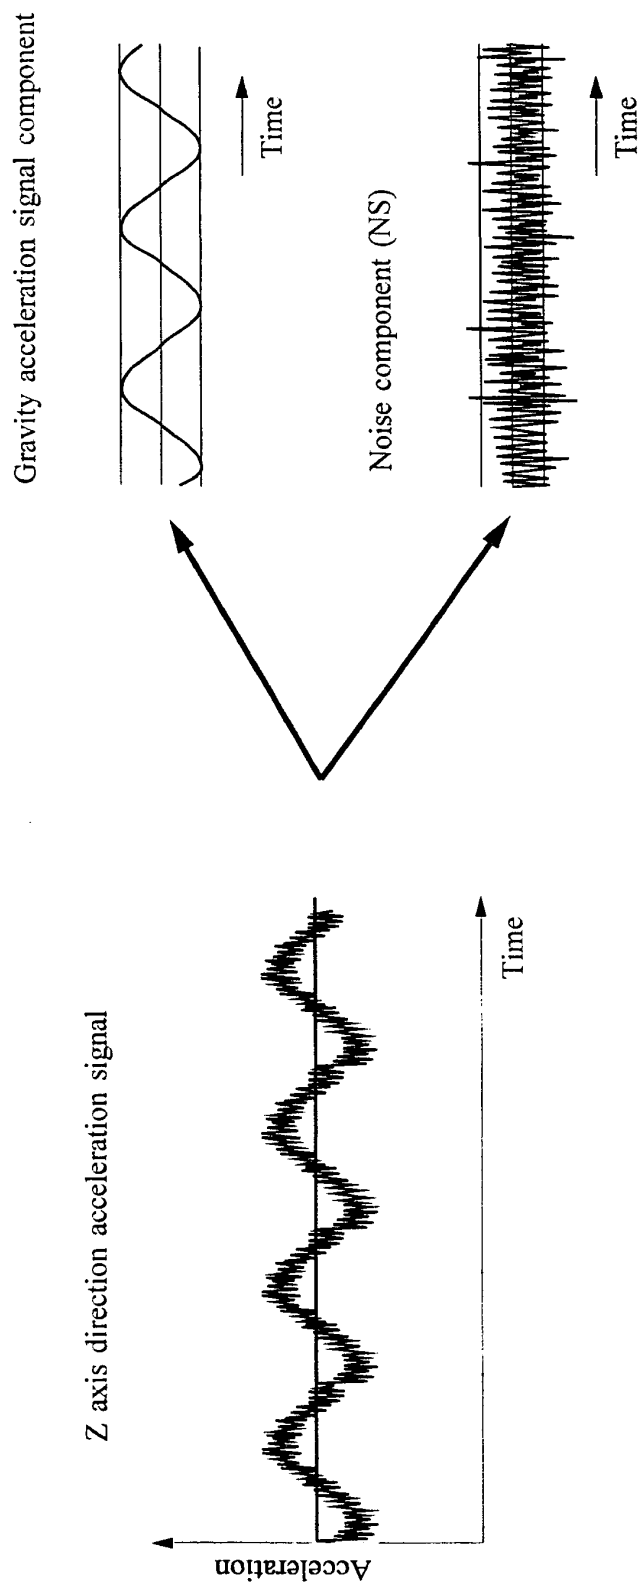 Z axis direction acceleration signal
Acceleration
Time
Gravity acceleration signal component
Time
Noise component (NS)
Time